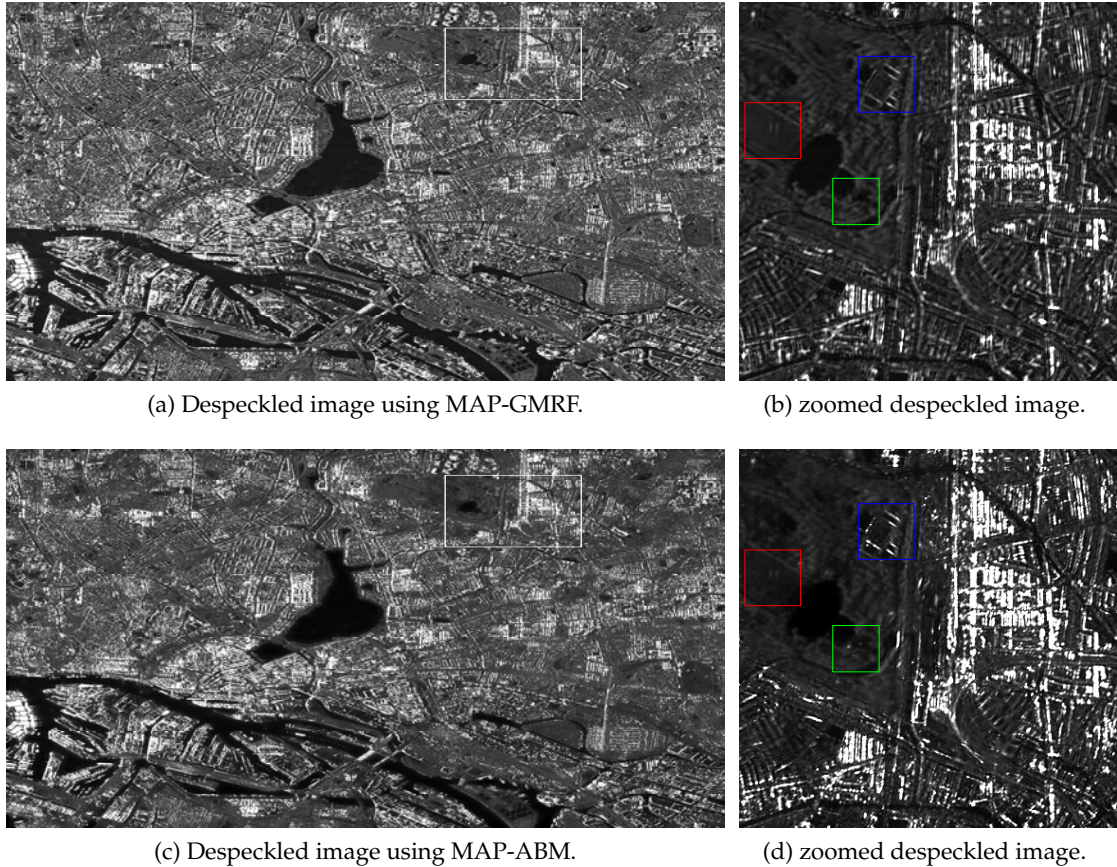 (a) Despeckled image using MAP-GMRF.
(b) zoomed despeckled image.
(c) Despeckled image using MAP-ABM.
(d) zoomed despeckled image.